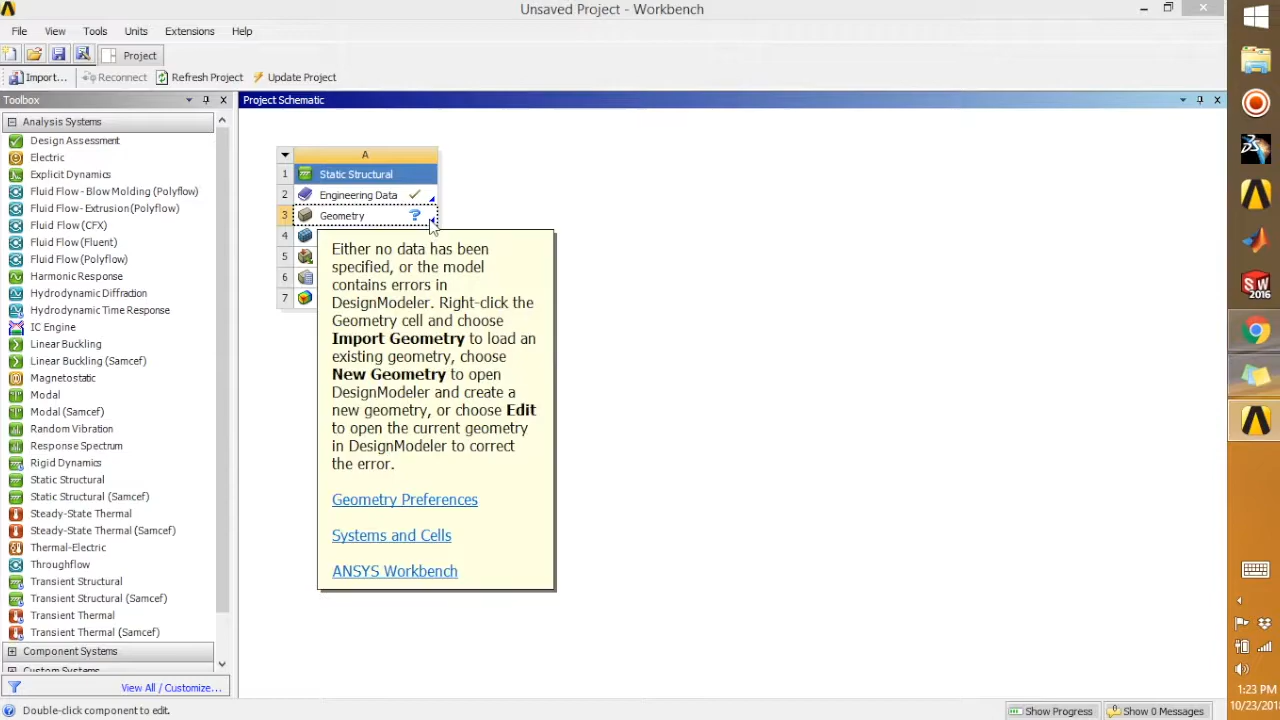 Unsaved Project - Workbench
File View Tools Units Extensions Help
Project
Import... Reconnect Refresh Project Update Project
Toolbox
Project Schematic
Analysis Systems
Design Assessment
Electric
Explicit Dynamics
Fluid Flow - Blow Molding (Polyflow)
Fluid Flow - Extrusion (Polyflow)
Fluid Flow (CFX)
Fluid Flow (Fluent)
Fluid Flow (Polyflow)
Harmonic Response
Hydrodynamic Diffraction
Hydrodynamic Time Response
IC Engine
Linear Buckling
Linear Buckling (Samcef)
Magnetostatic
Modal
Modal (Samcef)
Random Vibration
Response Spectrum
Rigid Dynamics
Static Structural
Static Structural (Samcef)
Steady-State Thermal
Steady-State Thermal (Samcef)
Thermal-Electric
Throughflow
Transient Structural
Transient Structural (Samcef)
Transient Thermal
Transient Thermal (Samcef)
Component Systems
Custom Systems
View All / Customize...
A
1 Static Structural
2 Engineering Data
3 Geometry ?
4
5
6
7
Either no data has been
specified, or the model
contains errors in
DesignModeler. Right-click the
Geometry cell and choose
Import Geometry to load an
existing geometry, choose
New Geometry to open
DesignModeler and create a
new geometry, or choose Edit
to open the current geometry
in DesignModeler to correct
the error.
Geometry Preferences
Systems and Cells
ANSYS Workbench
SW
2016
1:23 PM
10/23/201
Double-click component to edit.
Show Progress
Show 0 Messages